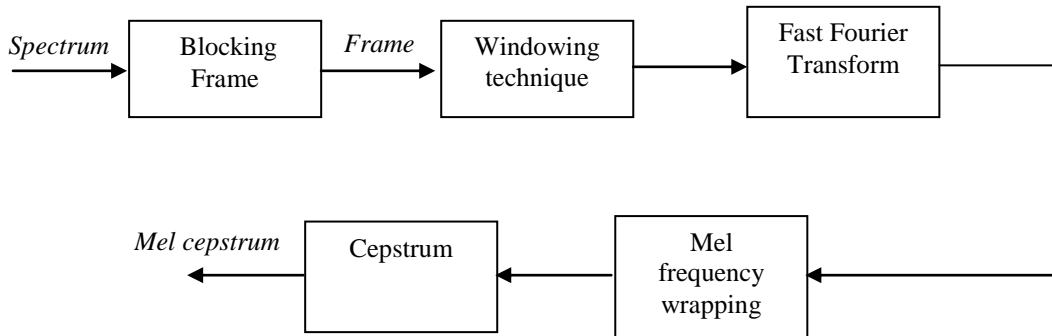 Spectrum
Blocking
Frame
Frame
Windowing
technique
Fast Fourier
Transform
Mel cepstrum
Cepstrum
Mel
frequency
wrapping